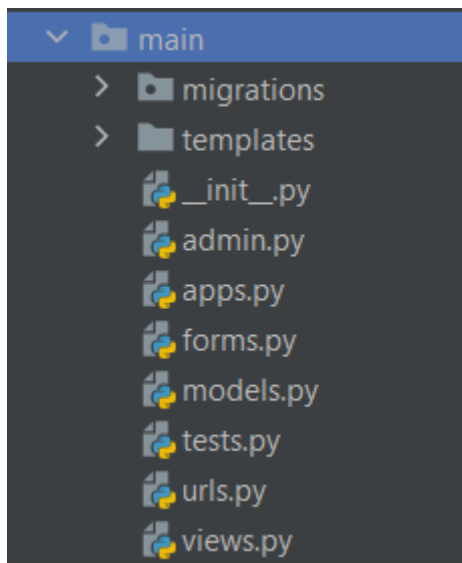 main
migrations
templates
__init__.py
admin.py
apps.py
forms.py
models.py
tests.py
urls.py
views.py